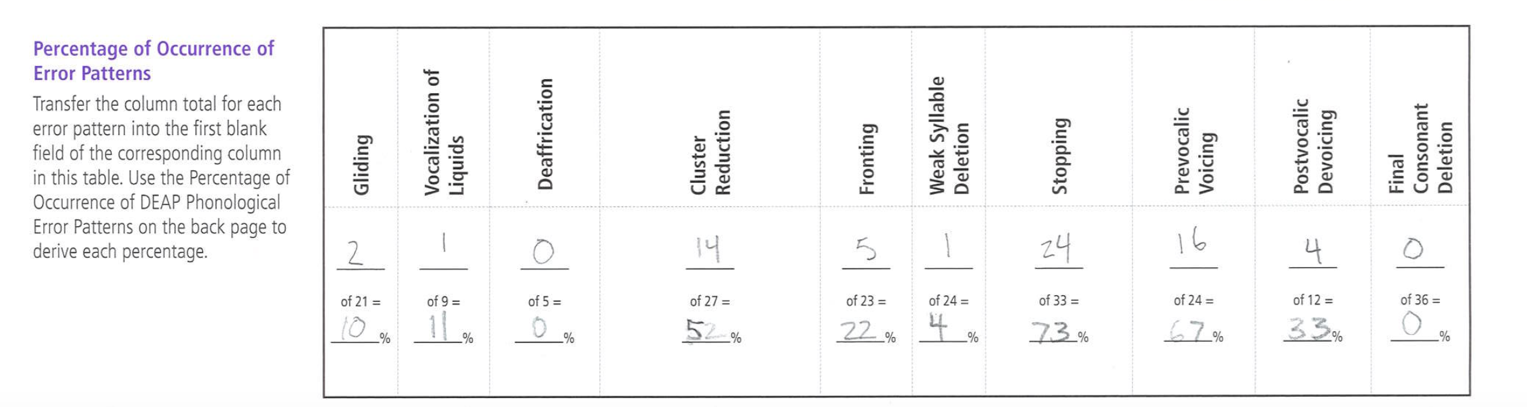 Percentage of Occurrence of
Error Patterns
Transfer the column total for each
error pattern into the first blank
field of the corresponding column
in this table. Use the Percentage of
Occurrence of DEAP Phonological
Error Patterns on the back page to
derive each percentage.
Gliding
Vocalization of
Liquids
Deaffrication
Cluster
Reduction
Fronting
Weak Syllable
Deletion
Stopping
Prevocalic
Voicing
Postvocalic
Devoicing
Final
Consomant
Deletion
2 1 0 14 5 1 24 16 4 0
of 21 = of 9 = of 5 = of 27 = of 23 = of 24 = of 33 = of 24 = of 12 = of 36 =
10 % 11 % 0 % 52 % 22 % 4 % 73 % 67 % 33 % 0 %